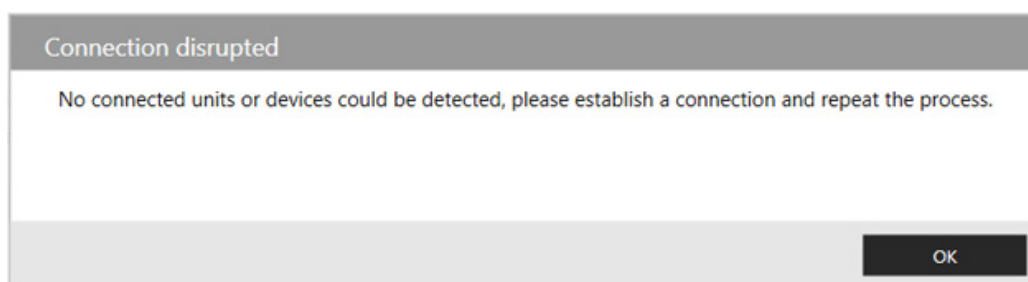 Connection disrupted
No connected units or devices could be detected, please establish a connection and repeat the process.
OK